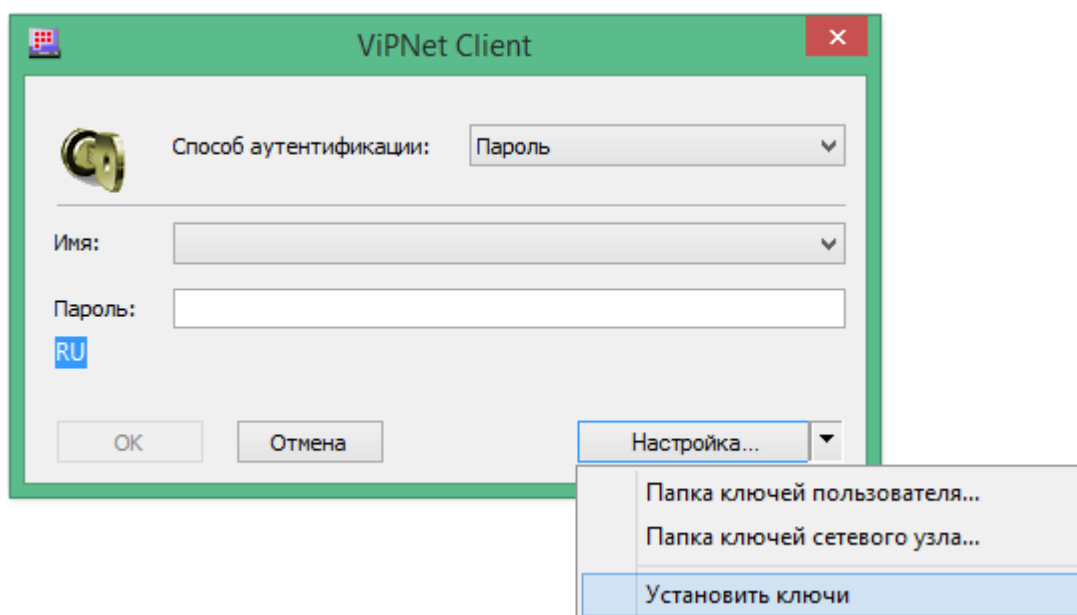 ViPNet Client
Способ аутентификации: Пароль
Имя:
Пароль:
RU
OK Отмена Настройка...
Папка ключей пользователя...
Папка ключей сетевого узла...
Установить ключи